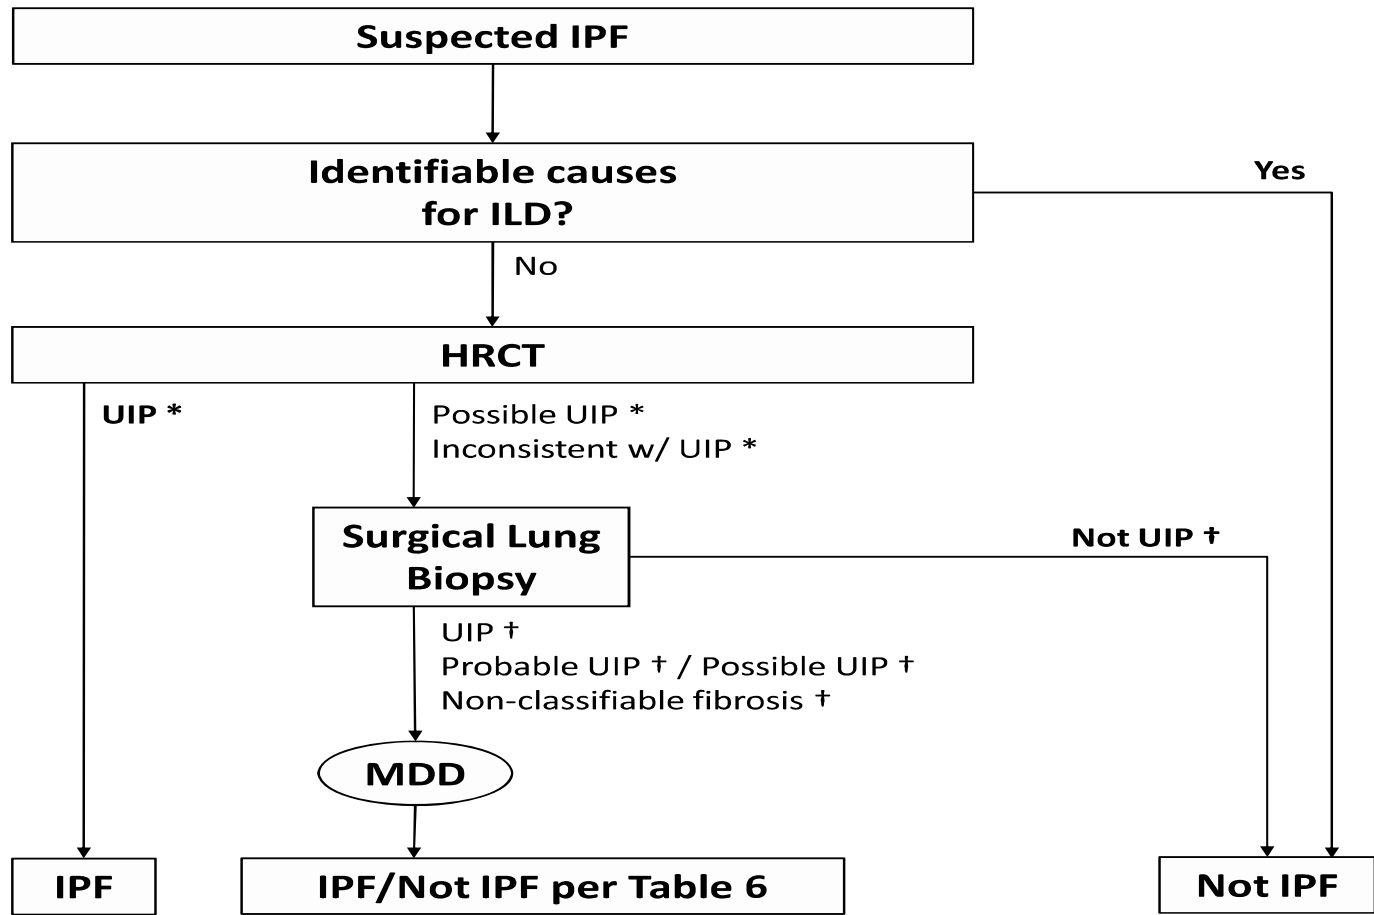 Suspected IPF
Identifiable causes
for ILD?
Yes
No
HRCT
UIP *
Possible UIP *
Inconsistent w/ UIP *
Surgical Lung
Biopsy
Not UIP †
UIP †
Probable UIP † / Possible UIP †
Non-classifiable fibrosis †
MDD
IPF
IPF/Not IPF per Table 6
Not IPF